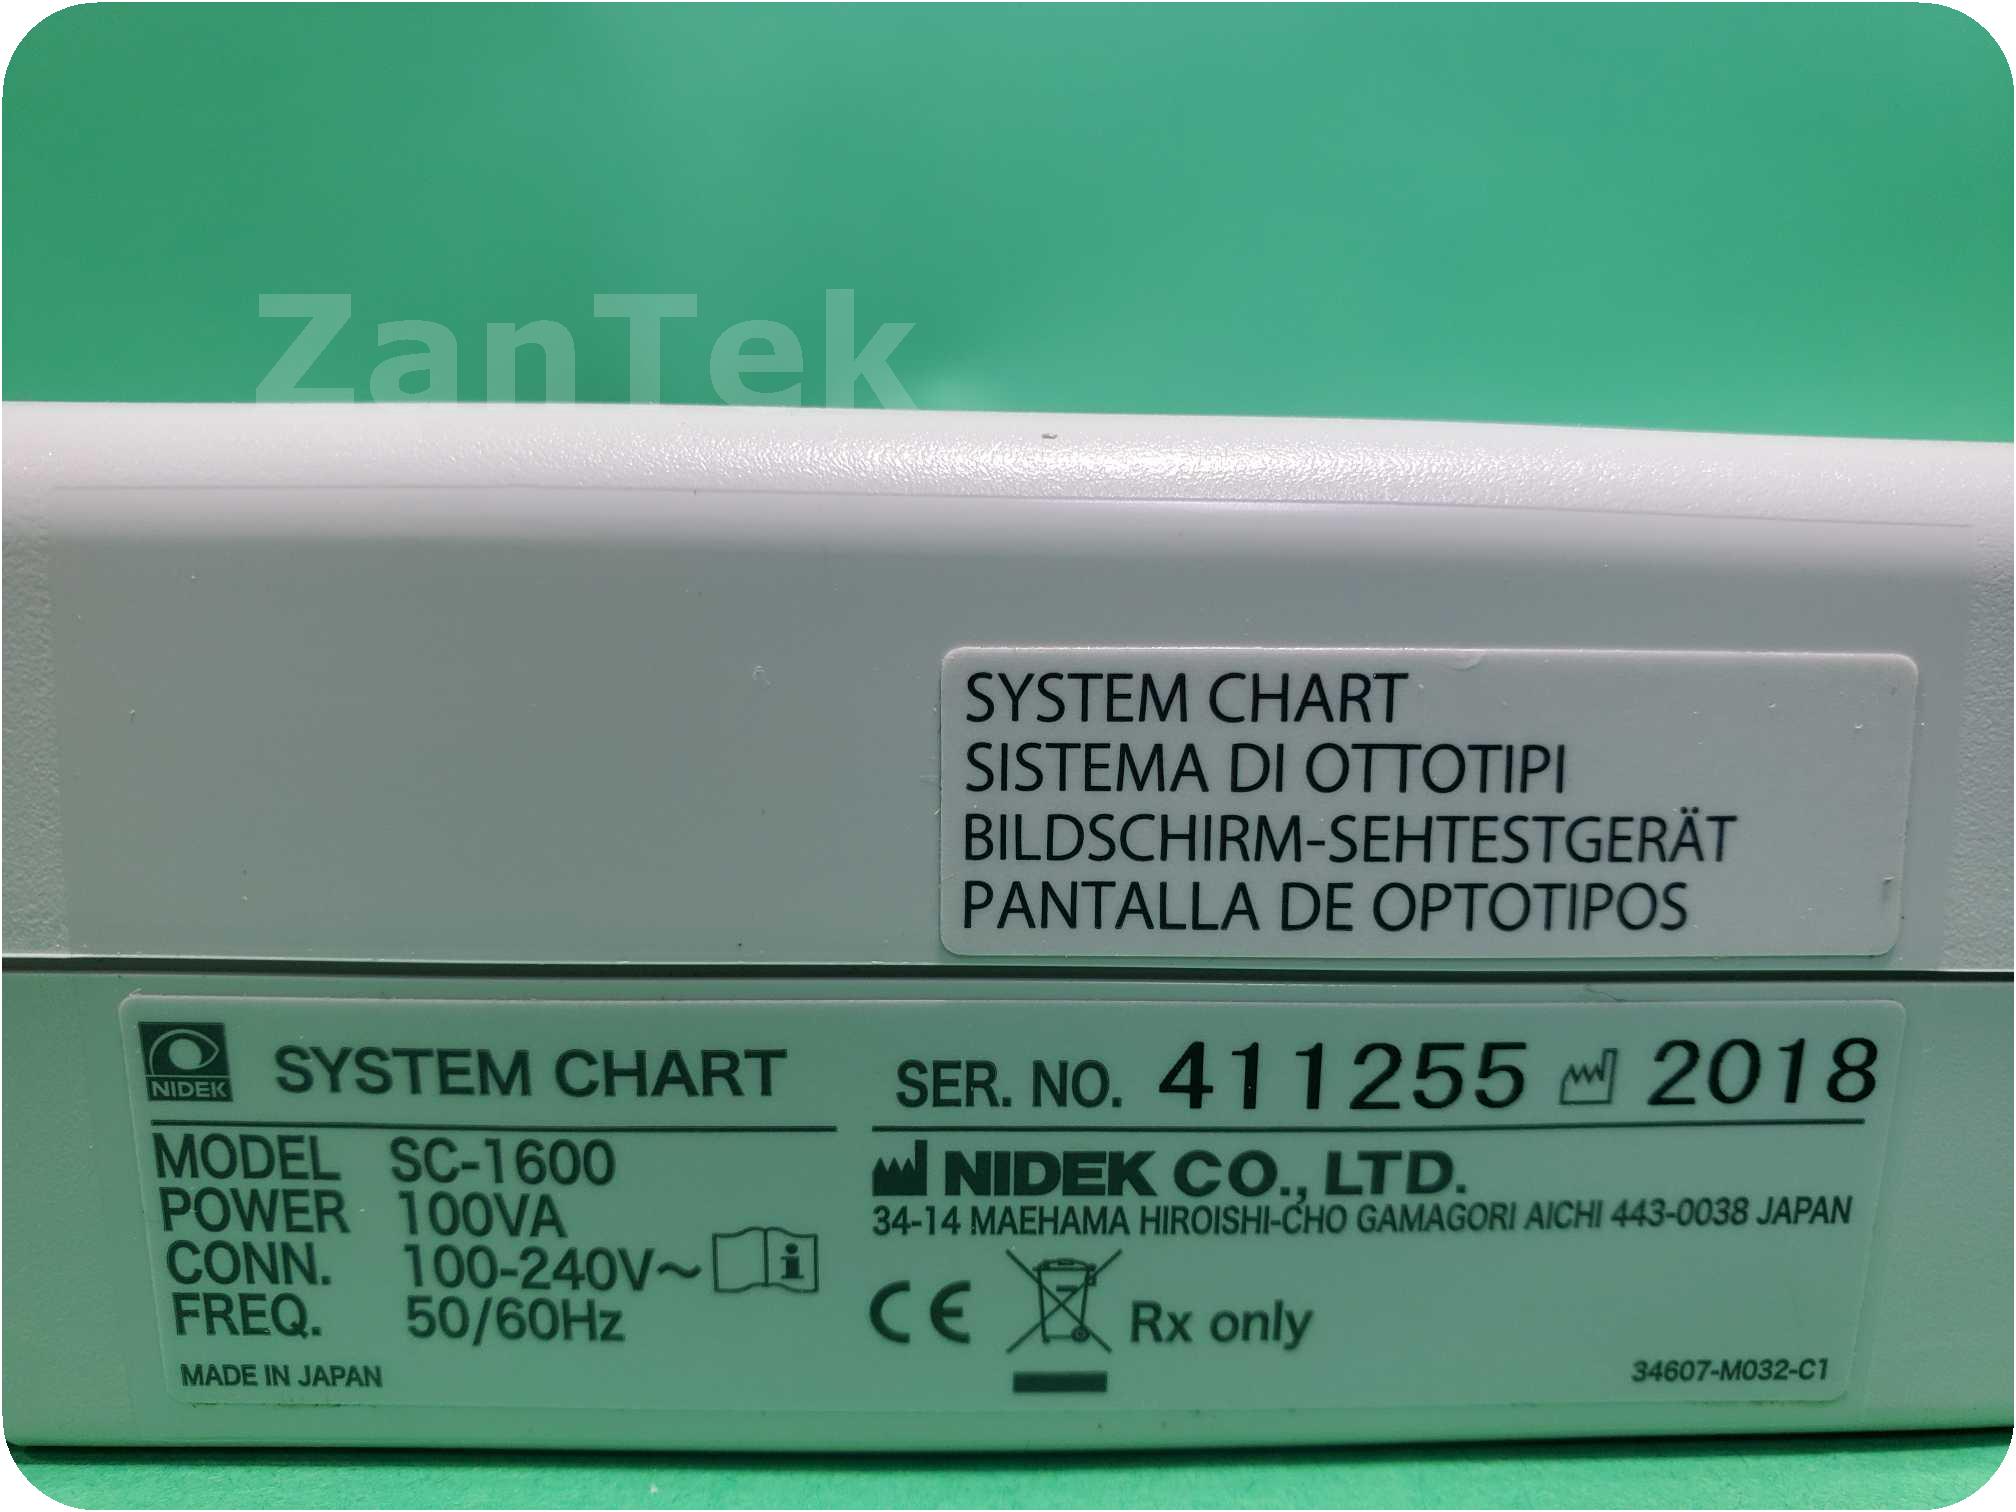 ZanTek
SYSTEM CHART
SISTEMA DI OTTOTIPI
BILDSCHIRM-SEHTESTGERÄT
PANTALLA DE OPTOTIPOS
NIDEK
SYSTEM CHART
SER. NO. 411255 2018
MODEL SC-1600
POWER 100VA
CONN. 100-240V~
FREQ. 50/60Hz
MADE IN JAPAN
NIDEK CO., LTD.
34-14 MAEHAMA HIROISHI-CHO GAMAGORI AICHI 443-0038 JAPAN
CE Rx only
34607-M032-C1